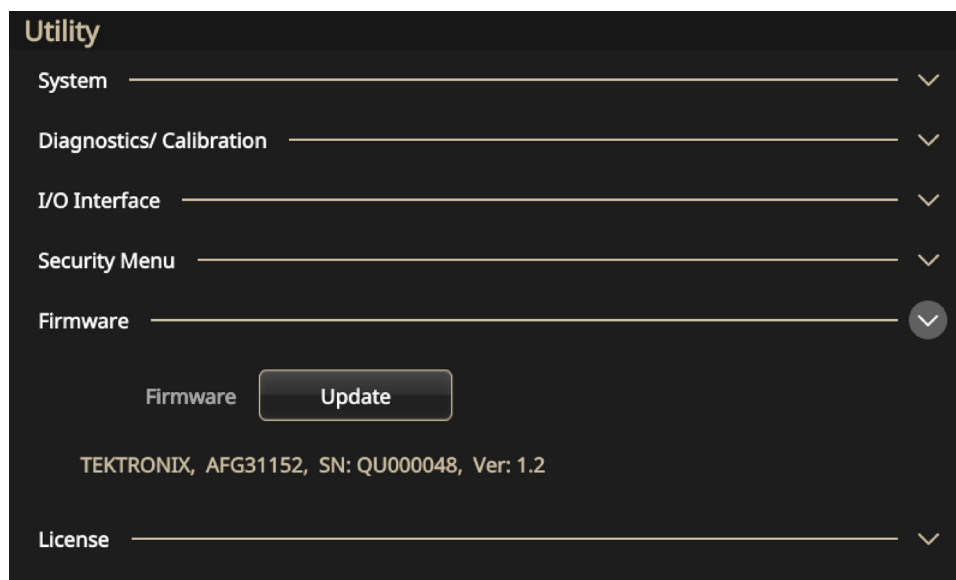 Utility
System
Diagnostics/ Calibration
I/O Interface
Security Menu
Firmware
Firmware Update
TEKTRONIX, AFG31152, SN: QU000048, Ver: 1.2
License